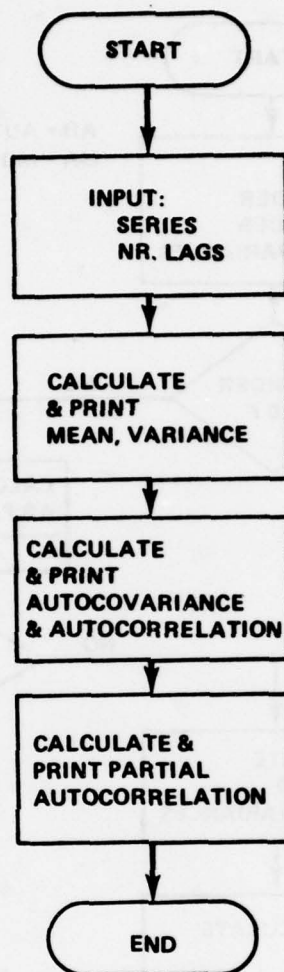 START
INPUT:
SERIES
NR. LAGS
CALCULATE
& PRINT
MEAN, VARIANCE
CALCULATE
& PRINT
AUTOCOVARIANCE
& AUTOCORRELATION
CALCULATE &
PRINT PARTIAL
AUTOCORRELATION
END